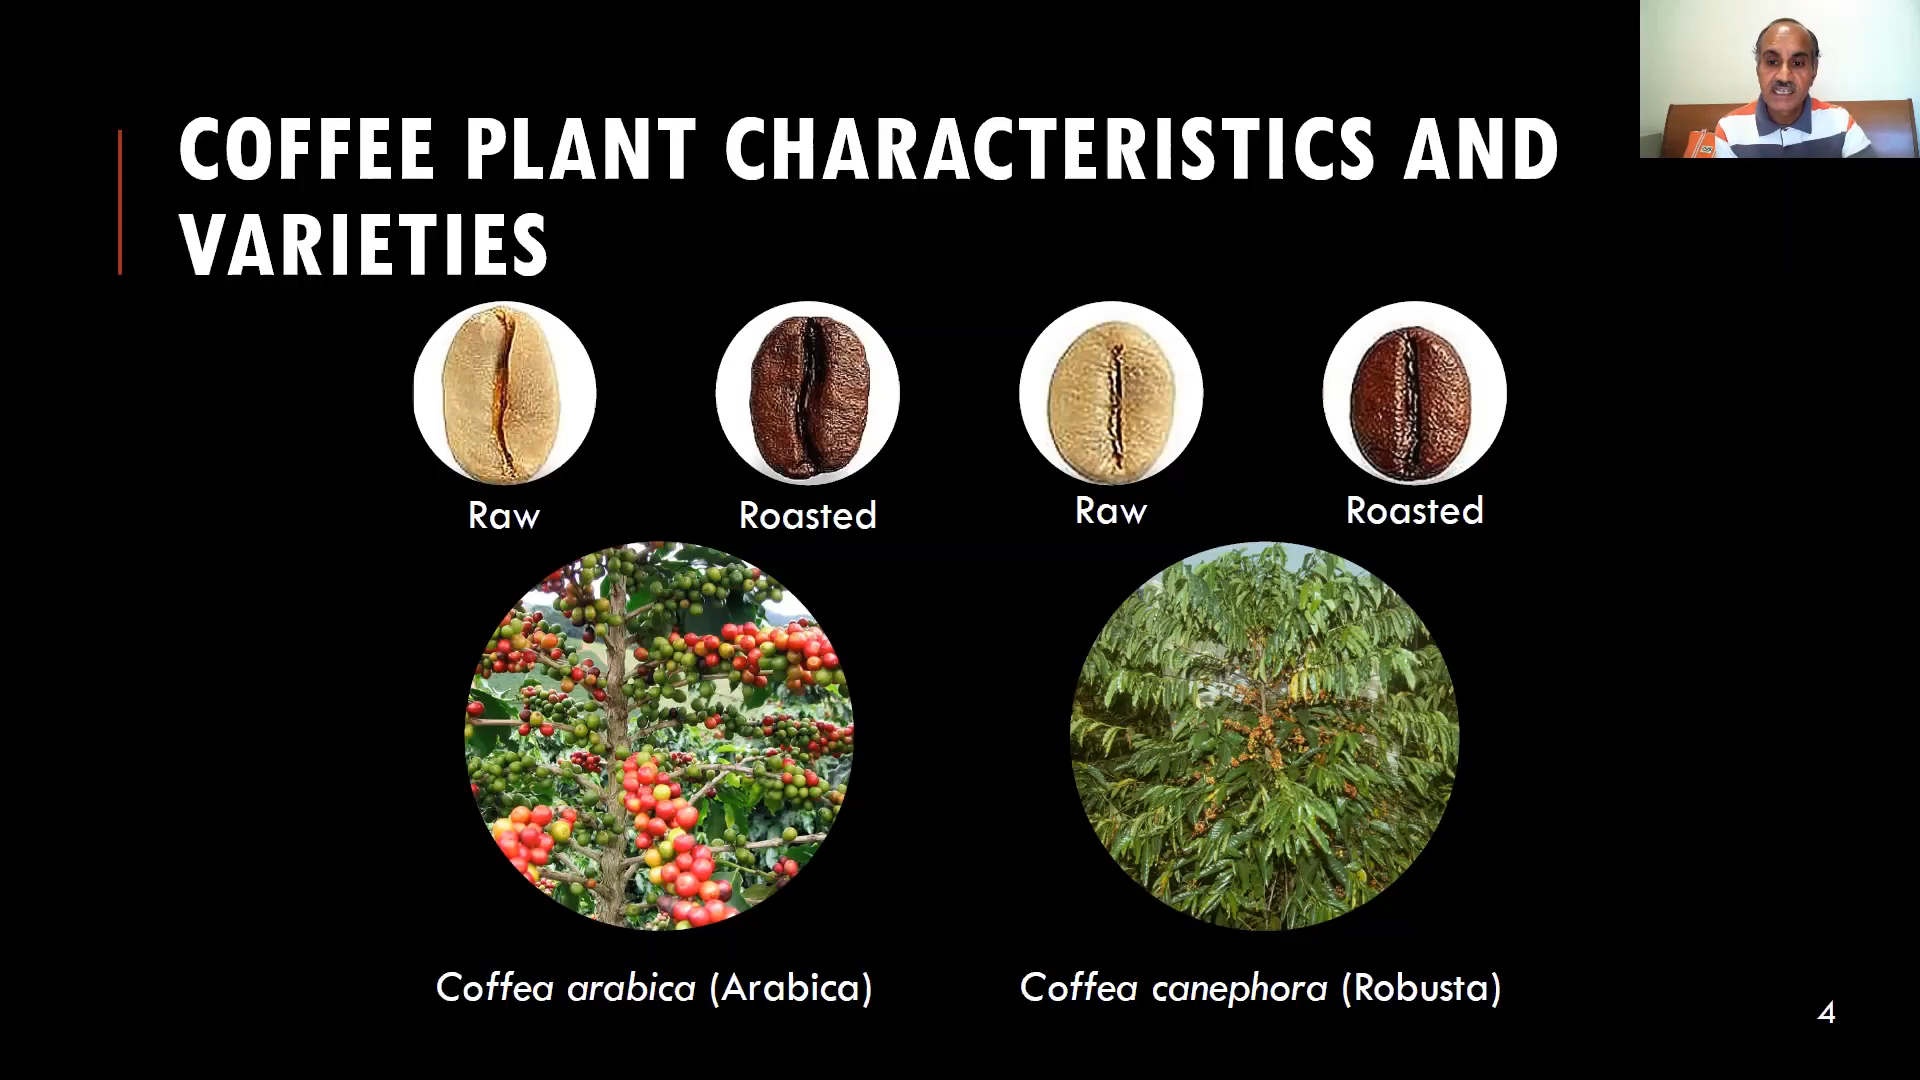 COFFEE PLANT CHARACTERISTICS AND
VARIETIES
Raw
Roasted
Raw
Roasted
Coffea arabica (Arabica)
Coffea canephora (Robusta)
4